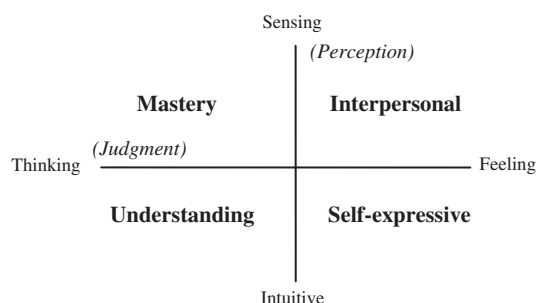 Sensing
(Perception)
Mastery Interpersonal
(Judgment)
Thinking Feeling
Understanding Self-expressive
Intuitive